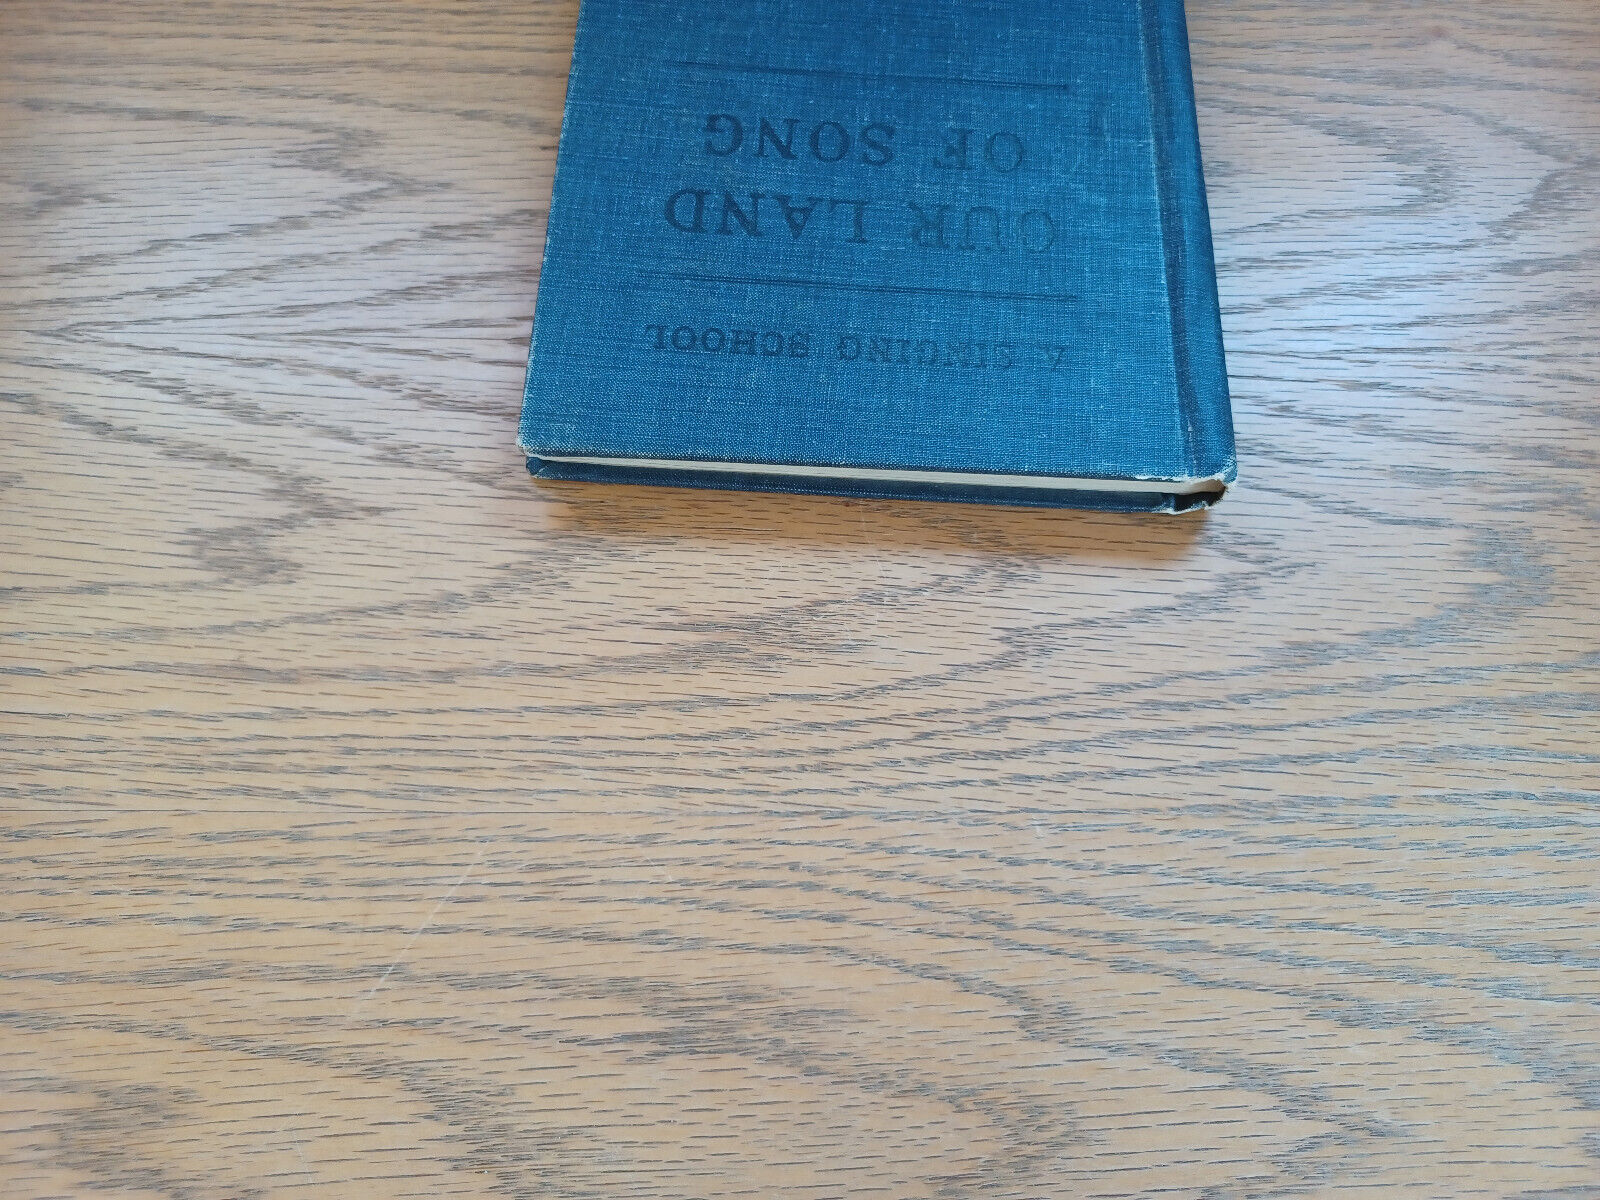 A SINGING SCHOOL
OUR LAND
OF SONG